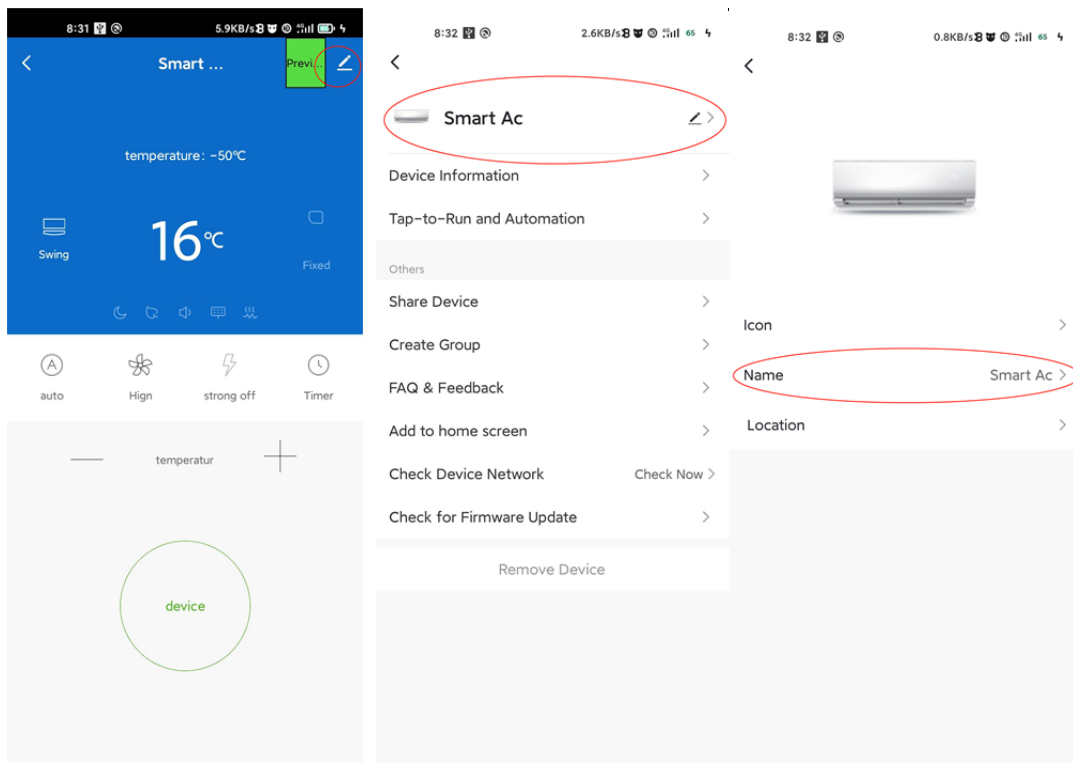 8:31 5.9KB/s
Smart ... Previ...
temperature: -50℃
16℃
Swing
Fixed
A
auto Hign strong off Timer
temperatur
device
8:32 2.6KB/s 65
Smart Ac
Device Information
Tap-to-Run and Automation
Others
Share Device
Create Group
FAQ & Feedback
Add to home screen
Check Device Network Check Now
Check for Firmware Update
Remove Device
8:32 0.8KB/s 65
Icon
Name Smart Ac
Location